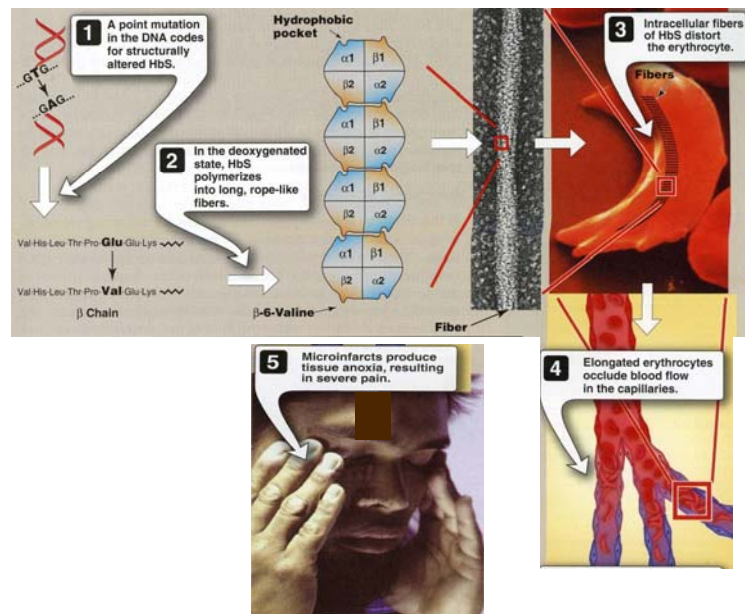 1
A point mutation
in the DNA codes
for structurally
altered HbS.
...GTG...
...GAG...
2
In the deoxygenated
state, HbS
polymerizes
into long, rope-like
fibers.
Val-His-Leu-Thr-Pro-Glu-Glu-Lys
Val-His-Leu-Thr-Pro-Val-Glu-Lys
β Chain
Hydrophobic
pocket
α1 β1
β2 α2
α1 β1
β2 α2
α1 β1
β2 α2
α1 β1
β2 α2
β-6-Valine
Fiber
3
Intracellular fibers
of HbS distort
the erythrocyte.
Fibers
4
Elongated erythrocytes
occlude blood flow
in the capillaries.
5
Microinfarcts produce
tissue anoxia, resulting
in severe pain.